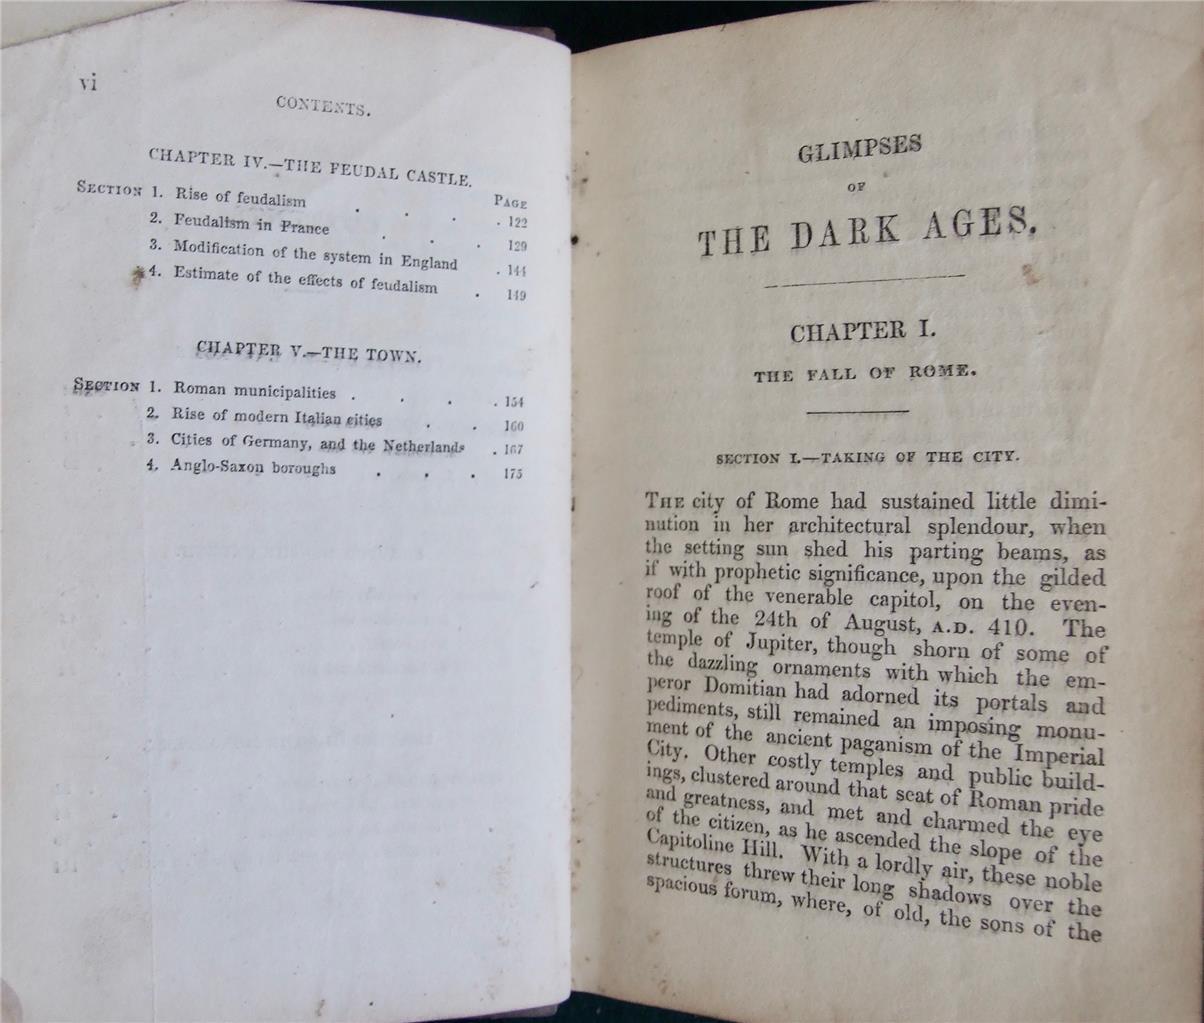 vi
CONTENTS.
CHAPTER IV.—THE FEUDAL CASTLE.
PAGE
SECTION 1. Rise of feudalism . . . . 122
2. Feudalism in France . . . 129
3. Modification of the system in England . 144
4. Estimate of the effects of feudalism . 149
CHAPTER V.—THE TOWN.
SECTION 1. Roman municipalities . . . . 154
2. Rise of modern Italian cities . . 160
3. Cities of Germany, and the Netherlands . 167
4. Anglo-Saxon boroughs . . . 175
GLIMPSES
OF
THE DARK AGES.
CHAPTER I.
THE FALL OF ROME.
SECTION I.—TAKING OF THE CITY.
THE city of Rome had sustained little dimi-
nution in her architectural splendour, when
the setting sun shed his parting beams, as
if with prophetic significance, upon the gilded
roof of the venerable capitol, on the even-
ing of the 24th of August, A.D. 410. The
temple of Jupiter, though shorn of some of
the dazzling ornaments with which the em-
peror Domitian had adorned its portals and
pediments, still remained an imposing monu-
ment of the ancient paganism of the Imperial
City. Other costly temples and public build-
ings, clustered around that seat of Roman pride
and greatness, and met and charmed the eye
of the citizen, as he ascended the slope of the
Capitoline Hill. With a lordly air, these noble
structures threw their long shadows over the
spacious forum, where, of old, the sons of the